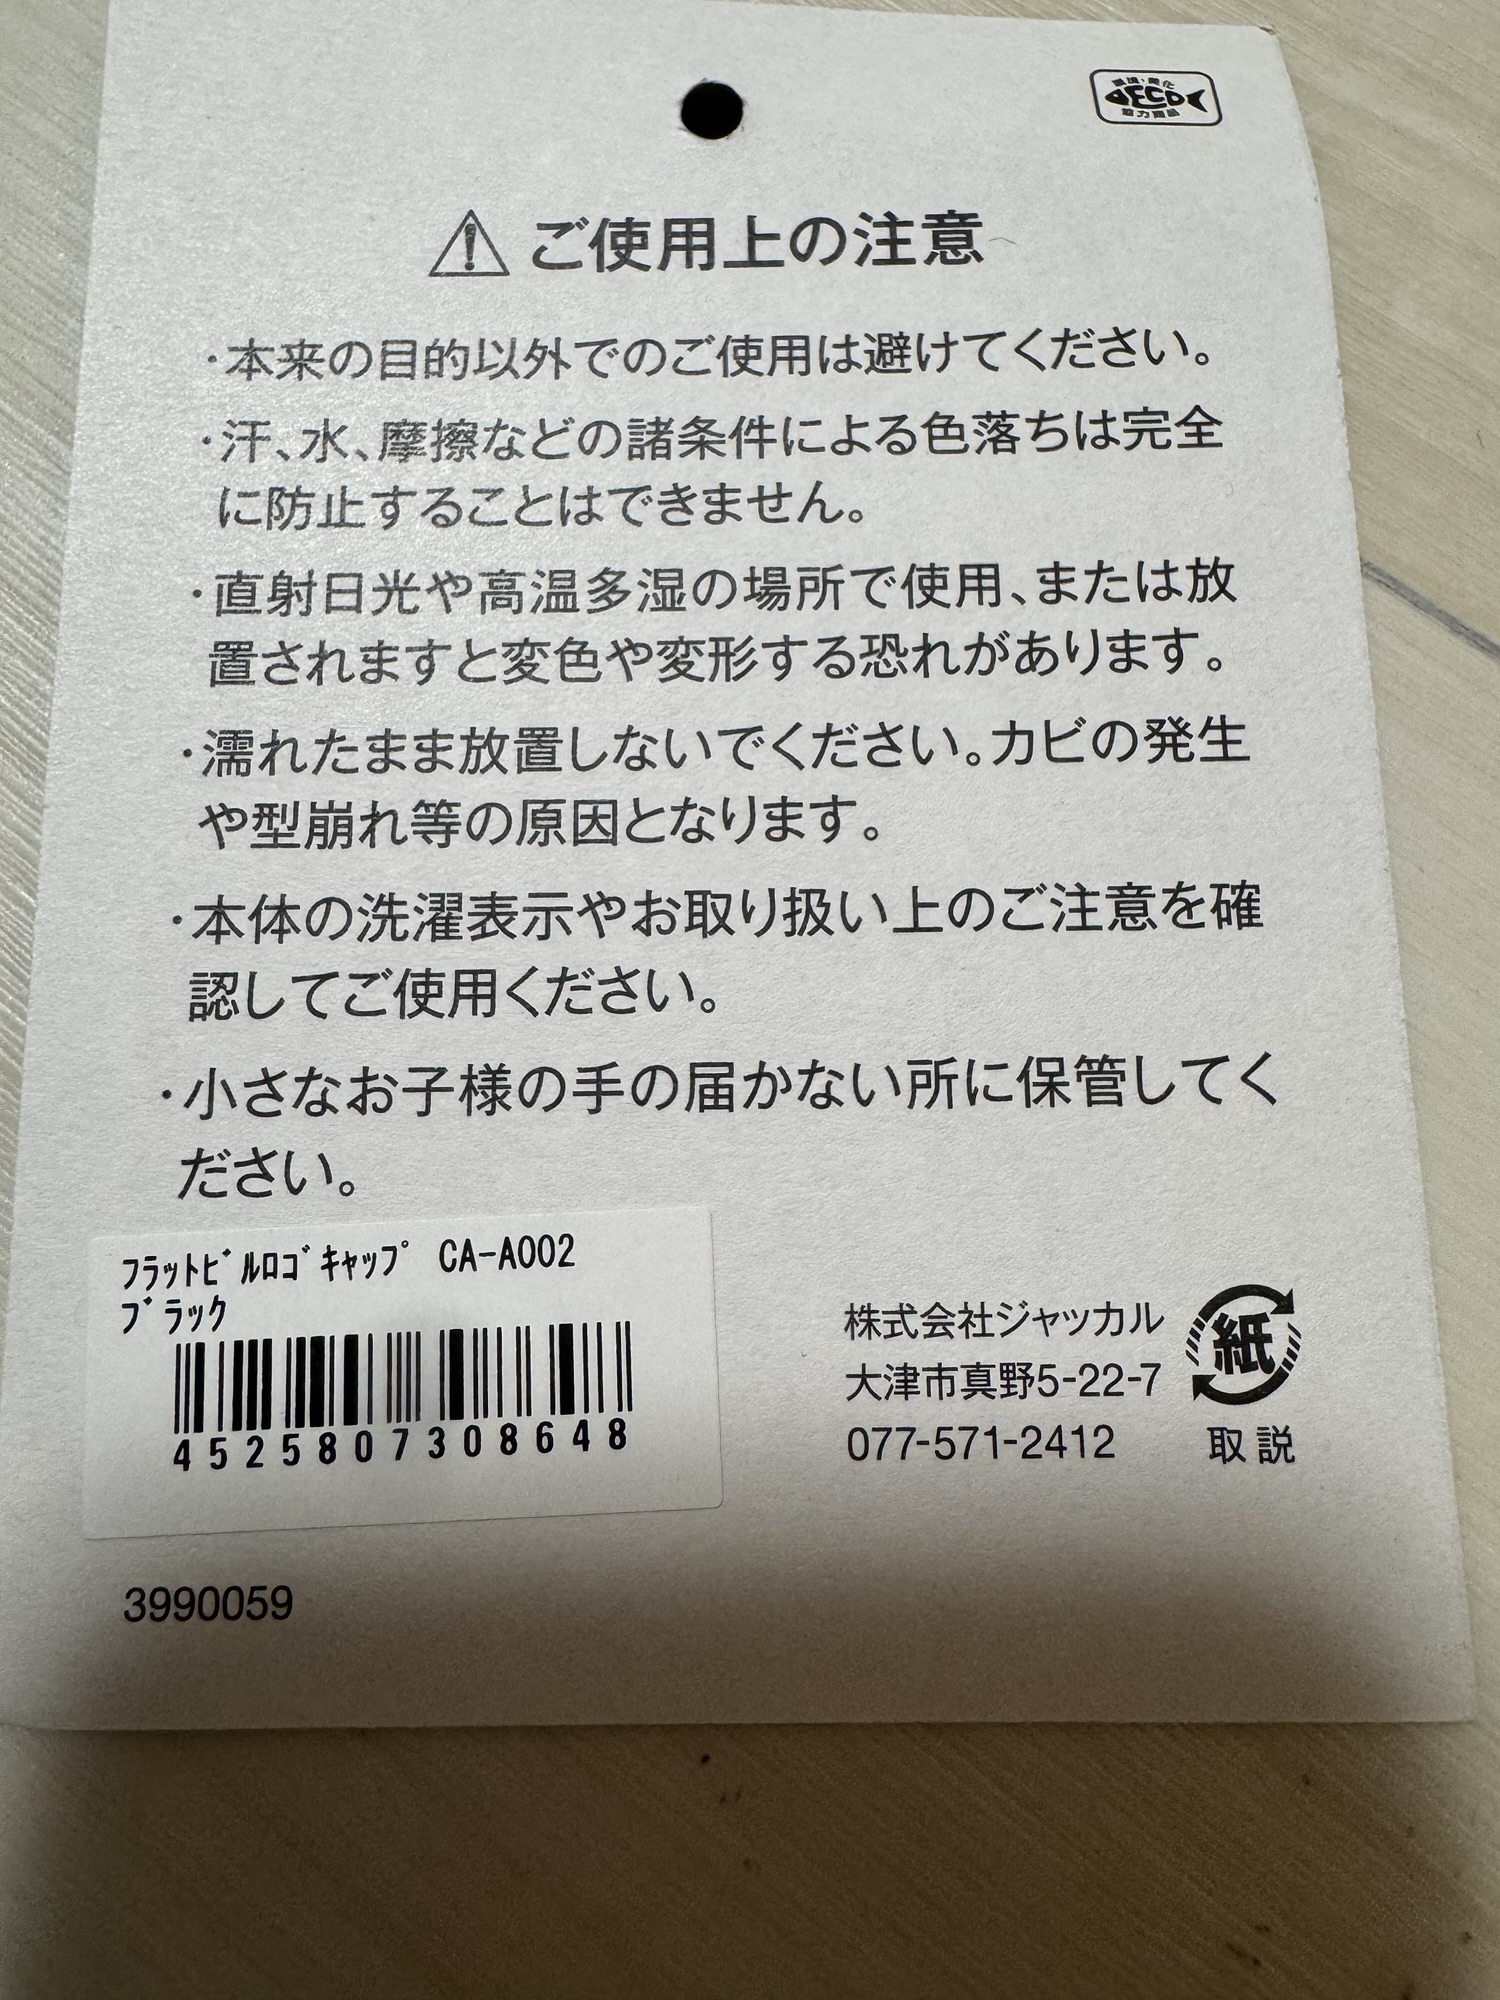 環境・美化
ECO
協力商品
ご使用上の注意
・本来の目的以外でのご使用は避けてください。
・汗、水、摩擦などの諸条件による色落ちは完全
に防止することはできません。
・直射日光や高温多湿の場所で使用、または放
置されますと変色や変形する恐れがあります。
・濡れたまま放置しないでください。カビの発生
や型崩れ等の原因となります。
・本体の洗濯表示やお取り扱い上のご注意を確
認してご使用ください。
・小さなお子様の手の届かない所に保管してく
ださい。
ﾌﾗｯﾄﾋﾞﾙﾛｺﾞｷｬｯﾌﾟ CA-A002
ﾌﾞﾗｯｸ
4525807308648
株式会社ジャッカル
大津市真野5-22-7
077-571-2412
紙
取説
3990059